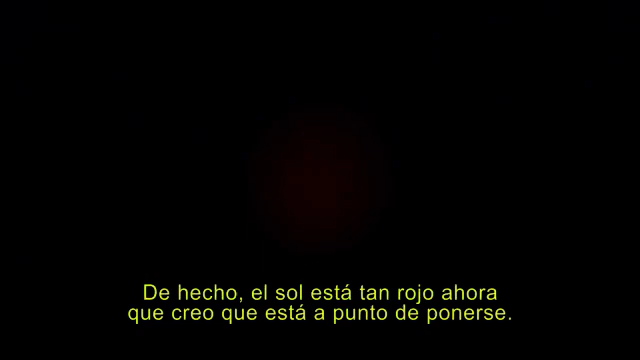 De hecho, el sol está tan rojo ahora
que creo que está a punto de ponerse.